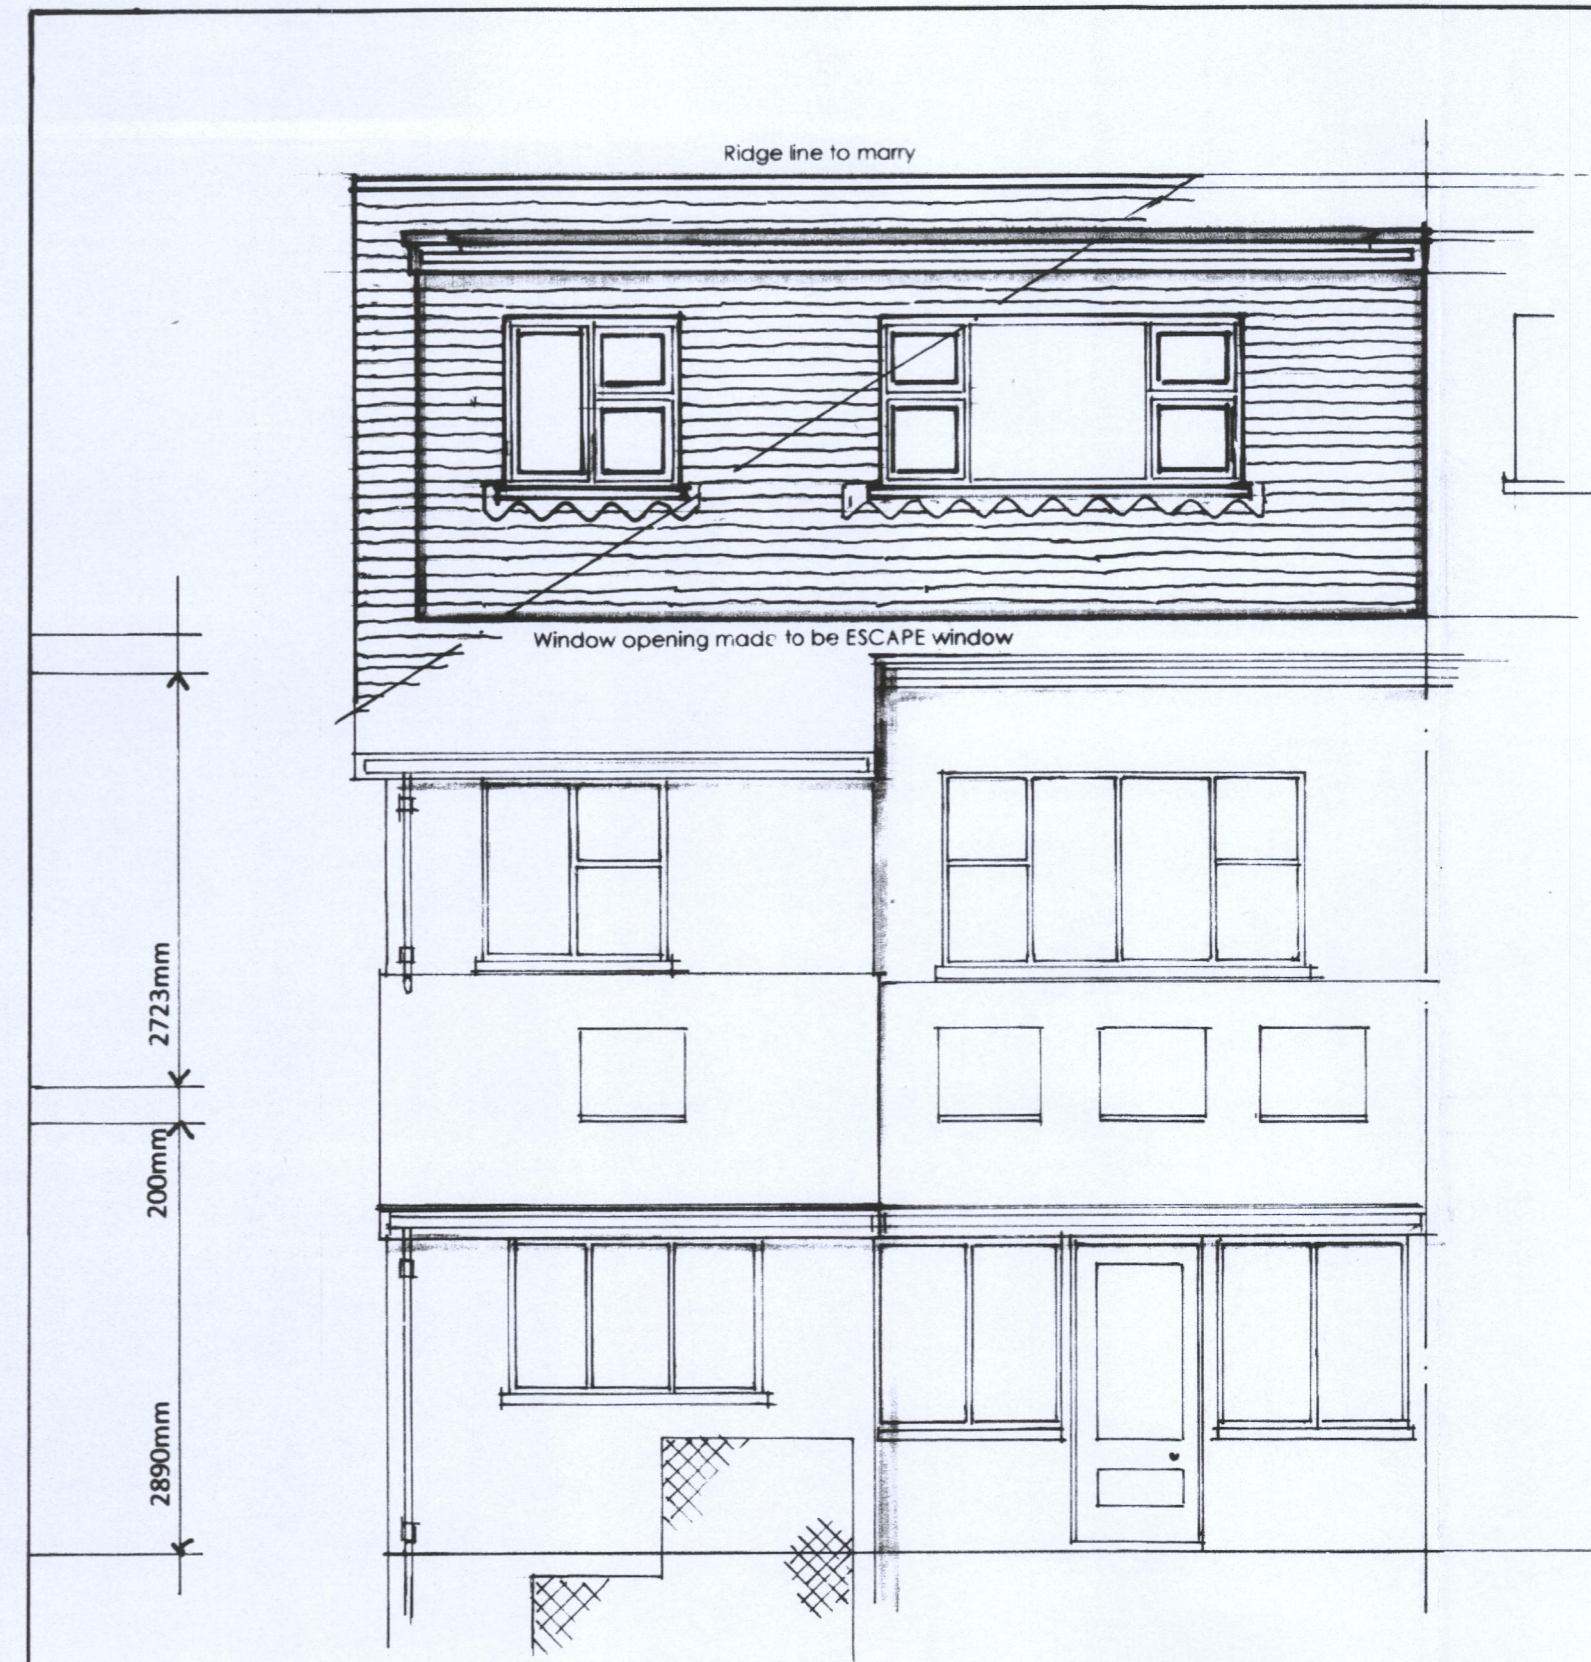 Ridge line to marry
Window opening made to be ESCAPE window
2723mm
200mm
2890mm